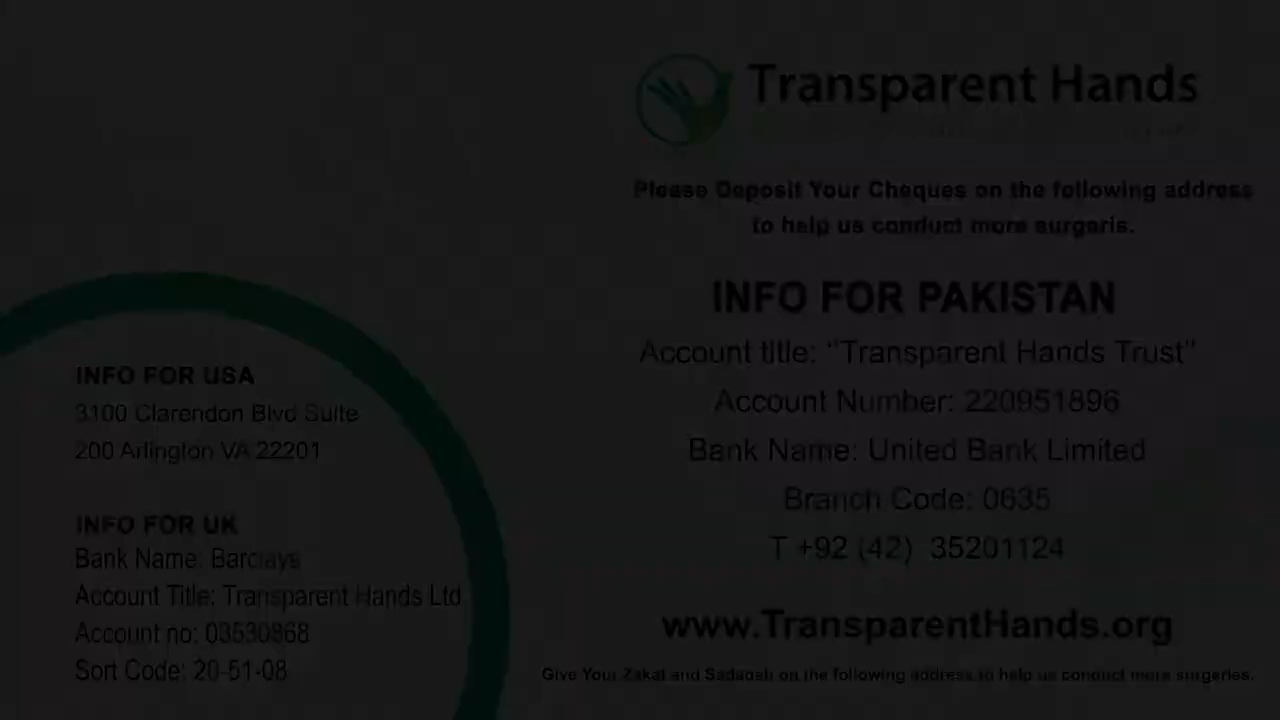 Transparent Hands
Please Deposit Your Cheques on the following address
to help us conduct more surgeris.
INFO FOR PAKISTAN
Account title: "Transparent Hands Trust"
Account Number: 220951896
Bank Name: United Bank Limited
Branch Code: 0635
T +92 (42) 35201124
www.TransparentHands.org
Give Your Zakat and Sadaqah on the following address to help us conduct more surgeries.
INFO FOR USA
3100 Clarendon Blvd Suite
200 Arlington VA 22201
INFO FOR UK
Bank Name: Barclays
Account Title: Transparent Hands Ltd
Account no: 03530868
Sort Code: 20-51-08